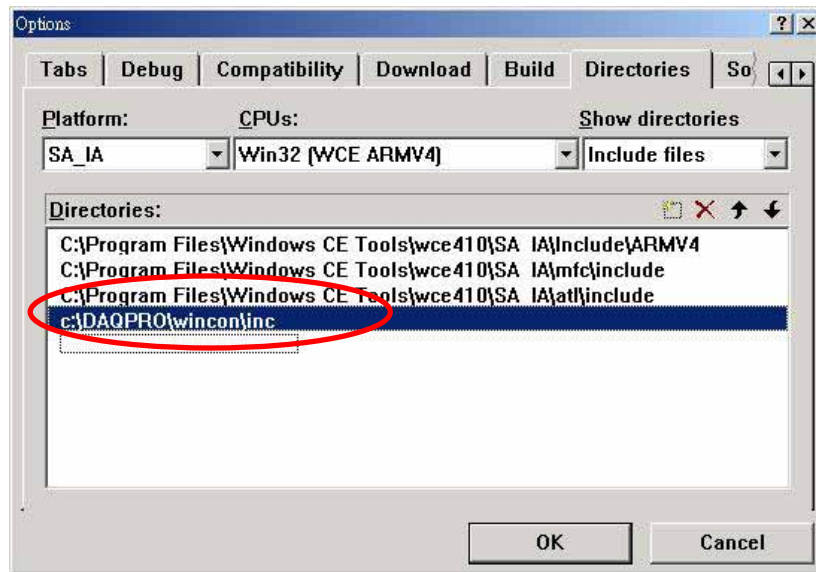 Options
Tabs Debug Compatibility Download Build Directories So
Platform: CPUs: Show directories
SA_IA Win32 (WCE ARMV4) Include files
Directories:
C:\Program Files\Windows CE Tools\wce410\SA_IA\Include\ARMV4
C:\Program Files\Windows CE Tools\wce410\SA_IA\mfc\include
C:\Program Files\Windows CE Tools\wce410\SA_IA\atl\include
c:\DAQPRO\wincon\inc
OK Cancel